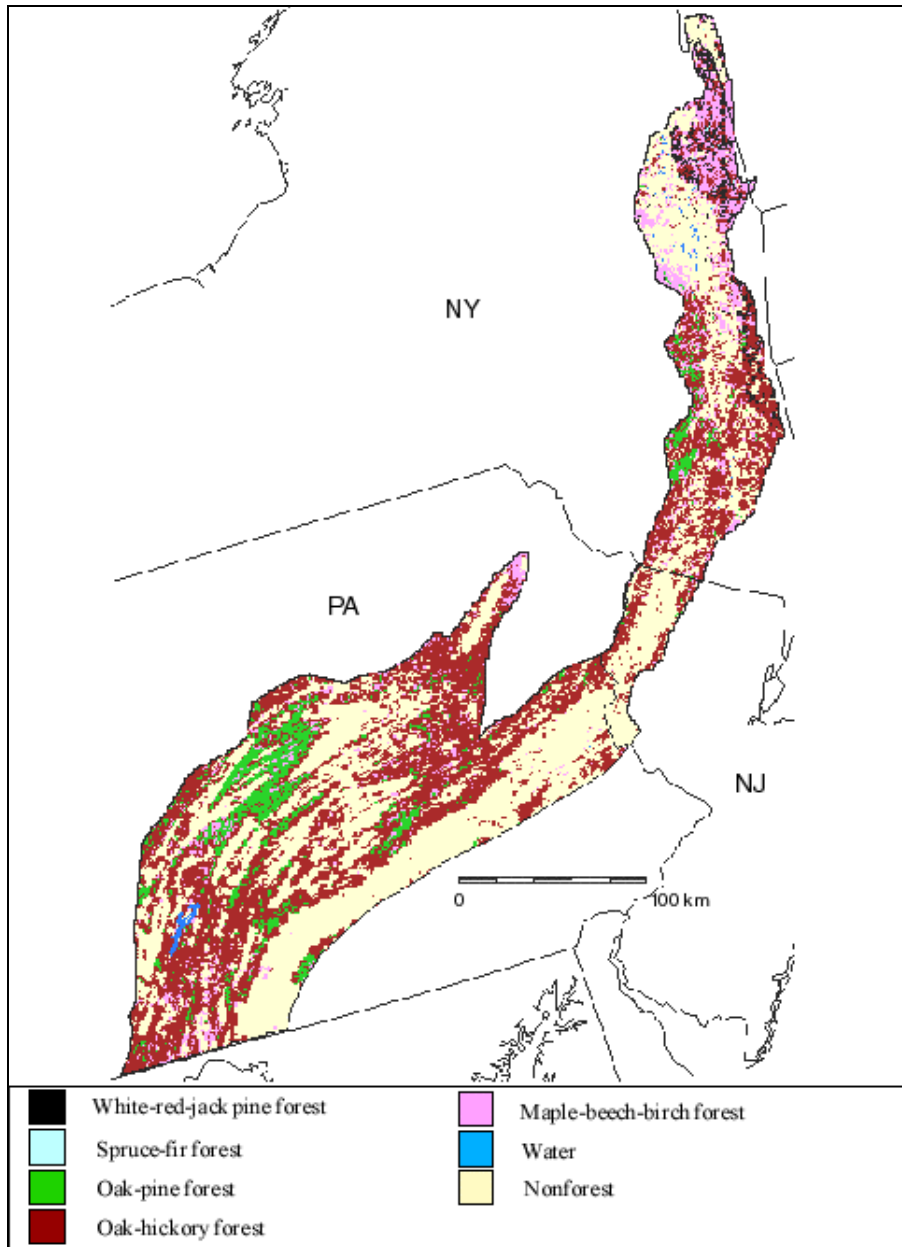 NY
PA
NJ
0 100 km
White-red-jack pine forest
Spruce-fir forest
Oak-pine forest
Oak-hickory forest
Maple-beech-birch forest
Water
Nonforest